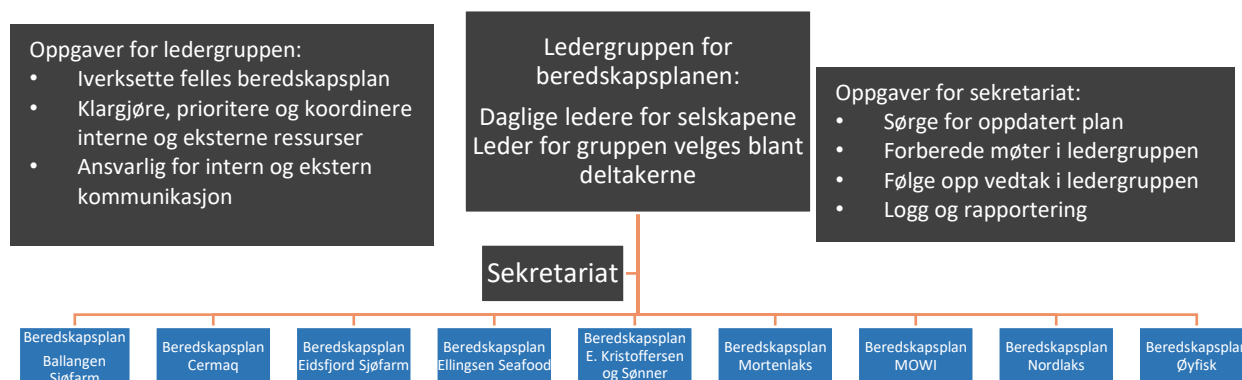 Oppgaver for ledergruppen:
• Iverksette felles beredskapsplan
• Klargjøre, prioritere og koordinere
interne og eksterne ressurser
• Ansvarlig for intern og ekstern
kommunikasjon
Ledergruppen for
beredskapsplanen:
Daglige ledere for selskapene
Leder for gruppen velges blant
deltakerne
Oppgaver for sekretariat:
• Sørge for oppdatert plan
• Forberede møter i ledergruppen
• Følge opp vedtak i ledergruppen
• Logg og rapportering
Sekretariat
Beredskapsplan
Ballangen
Sjøfarm
Beredskapsplan
Cermaq
Beredskapsplan
Eidsfjord Sjøfarm
Beredskapsplan
Ellingsen Seafood
Beredskapsplan
E. Kristoffersen
og Sønner
Beredskapsplan
Mortenlaks
Beredskapsplan
MOWI
Beredskapsplan
Nordlaks
Beredskapsplan
Øyfisk